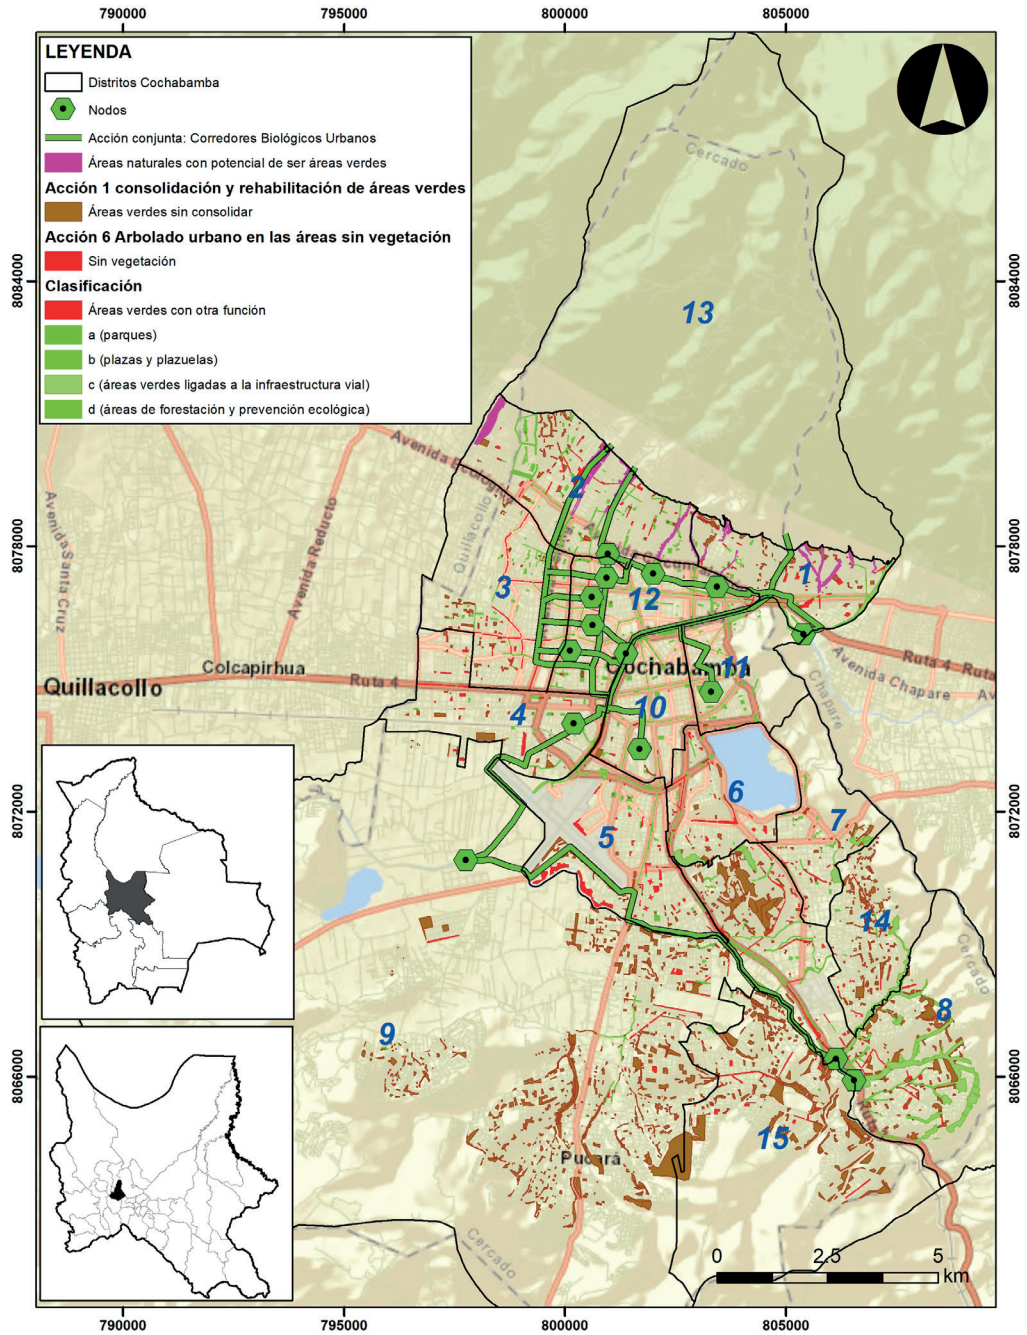 790000 795000 800000 805000
LEYENDA
Distritos Cochabamba
Nodos
Acción conjunta: Corredores Biológicos Urbanos
Áreas naturales con potencial de ser áreas verdes
Acción 1 consolidación y rehabilitación de áreas verdes
Áreas verdes sin consolidar
Acción 6 Arbolado urbano en las áreas sin vegetación
Sin vegetación
Clasificación
Áreas verdes con otra función
a (parques)
b (plazas y plazuelas)
c (áreas verdes ligadas a la infraestructura vial)
d (áreas de forestación y prevención ecológica)
Cercado
8084000 8084000
13
Avenida Ecológica
2
Avenida Santa Cruz
Avenida Reducto
Quillacollo
8078000 8078000
1
3
12
Cochabamba
11
Avenida Chapare
Chapare
Ruta 4
Ruta
Colcapirhua
Quillacollo
Ruta 4
4
10
6
7
8072000 8072000
5
14
Cercado
8
9
8066000 8066000
15
Pucará
Cercado
0 2.5 5
km
790000 795000 800000 805000